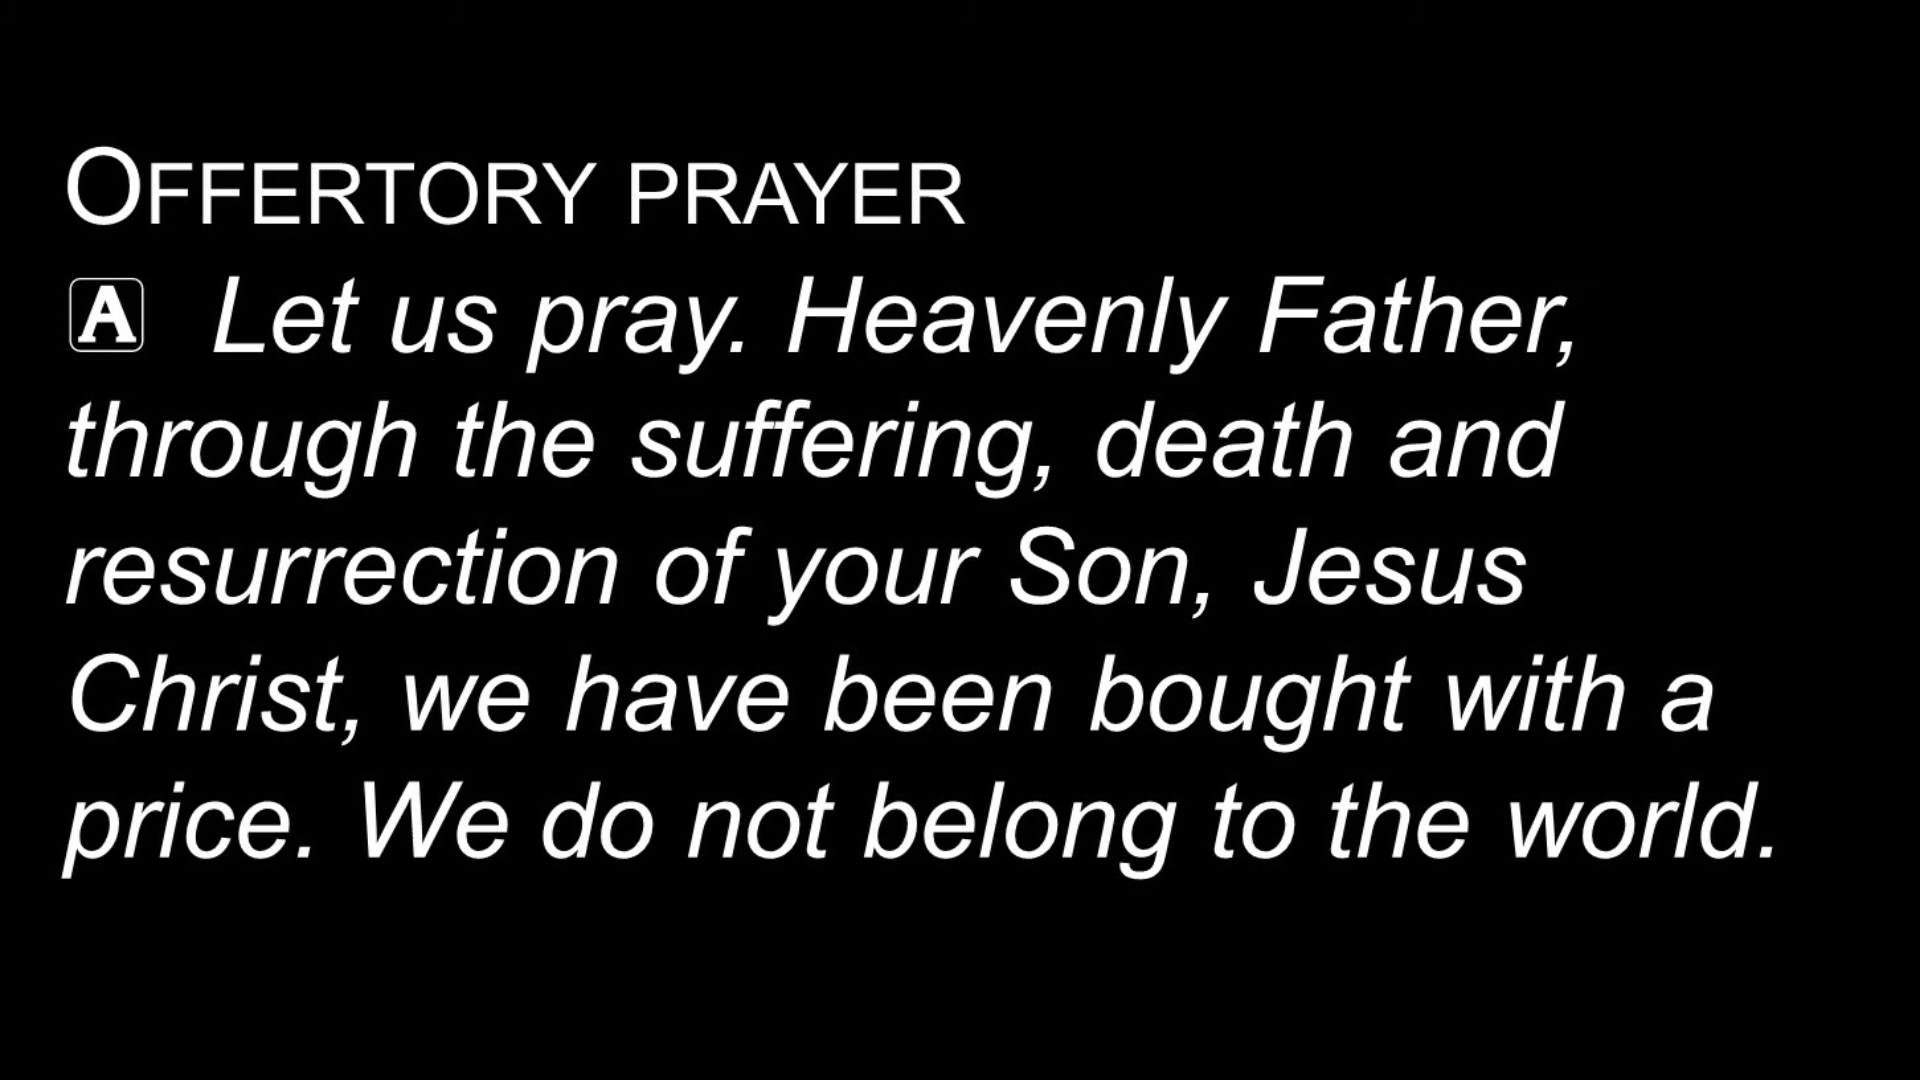 OFFERTORY PRAYER
A Let us pray. Heavenly Father,
through the suffering, death and
resurrection of your Son, Jesus
Christ, we have been bought with a
price. We do not belong to the world.